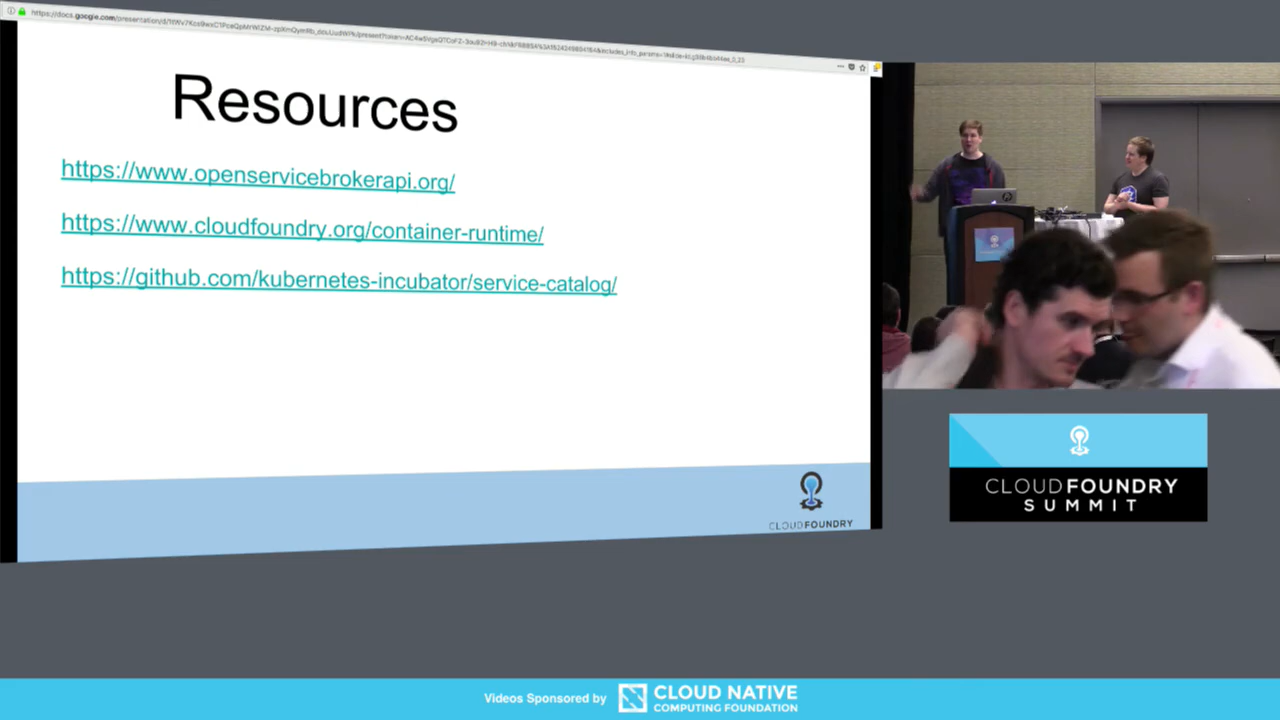 Resources
https://www.openservicebrokerapi.org/
https://www.cloudfoundry.org/container-runtime/
https://github.com/kubernetes-incubator/service-catalog/
CLOUDFOUNDRY
CLOUDFOUNDRY
SUMMIT
Videos Sponsored by
CLOUD NATIVE
COMPUTING FOUNDATION